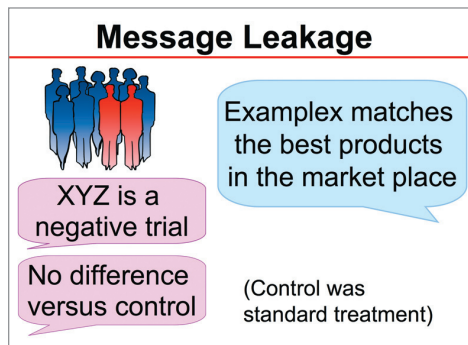 Message Leakage
Examplex matches
the best products
in the market place
XYZ is a
negative trial
No difference
versus control
(Control was
standard treatment)